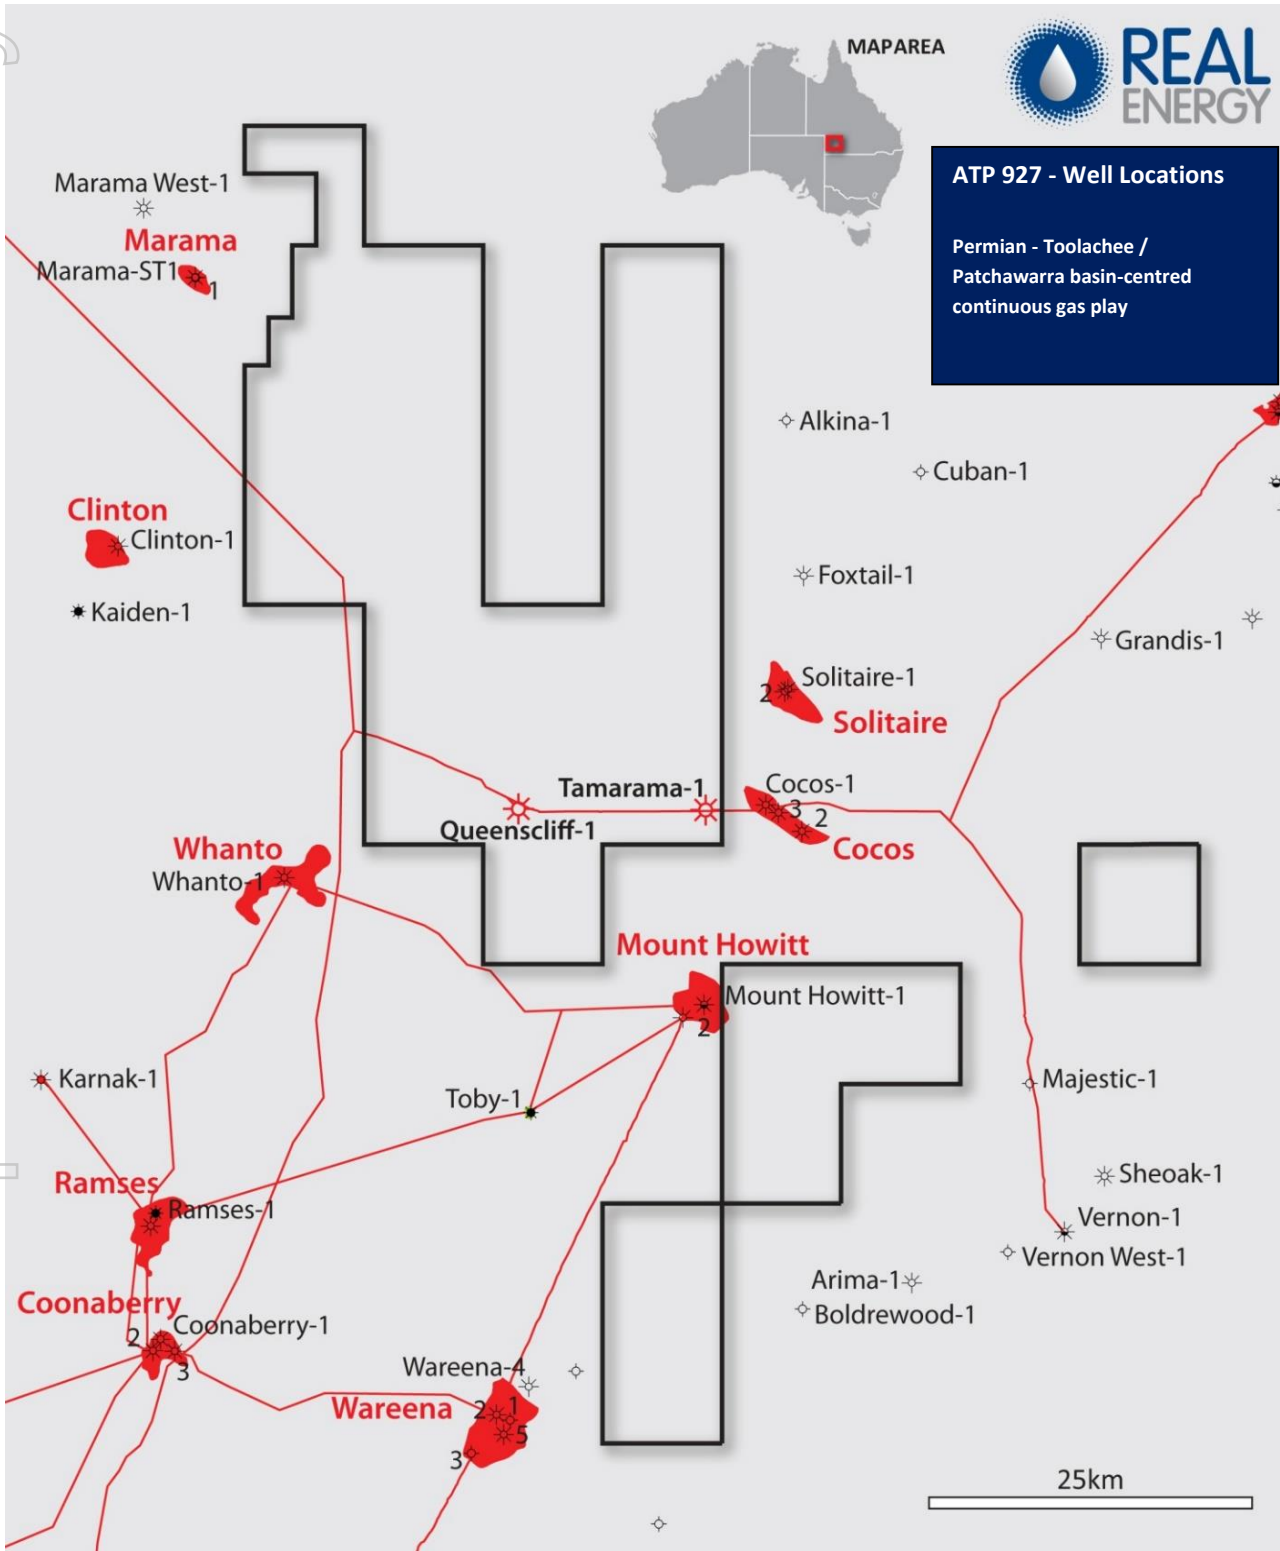 MAPAREA
REAL
ENERGY
ATP 927 - Well Locations
Permian - Toolachee /
Patchawarra basin-centred
continuous gas play
Marama West-1
Marama
Marama-ST1
1
Alkina-1
Cuban-1
Clinton
Clinton-1
Kaiden-1
Foxtail-1
Grandis-1
Solitaire-1
2
Solitaire
Tamarama-1
Queenscliff-1
Cocos-1
3
2
Cocos
Whanto
Whanto-1
Mount Howitt
Mount Howitt-1
2
Karnak-1
Toby-1
Majestic-1
Ramses
Ramses-1
Sheoak-1
Vernon-1
Vernon West-1
Arima-1
Boldrewood-1
Coonaberry
Coonaberry-1
2
3
Wareena-4
Wareena
2
1
5
3
25km